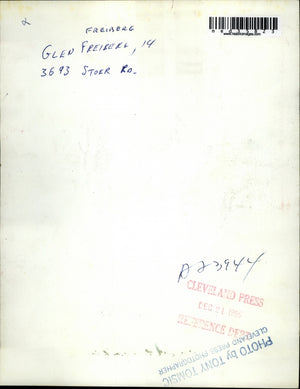 FREIBERG
GLEN FREIBERG, 14
3693 STOER RD.
A23944
CLEVELAND PRESS
DEC 21 1965
REFERENCE DEPT.
PHOTO by TONY TOMSIC
CLEVELAND PRESS PHOTOGRAPHER